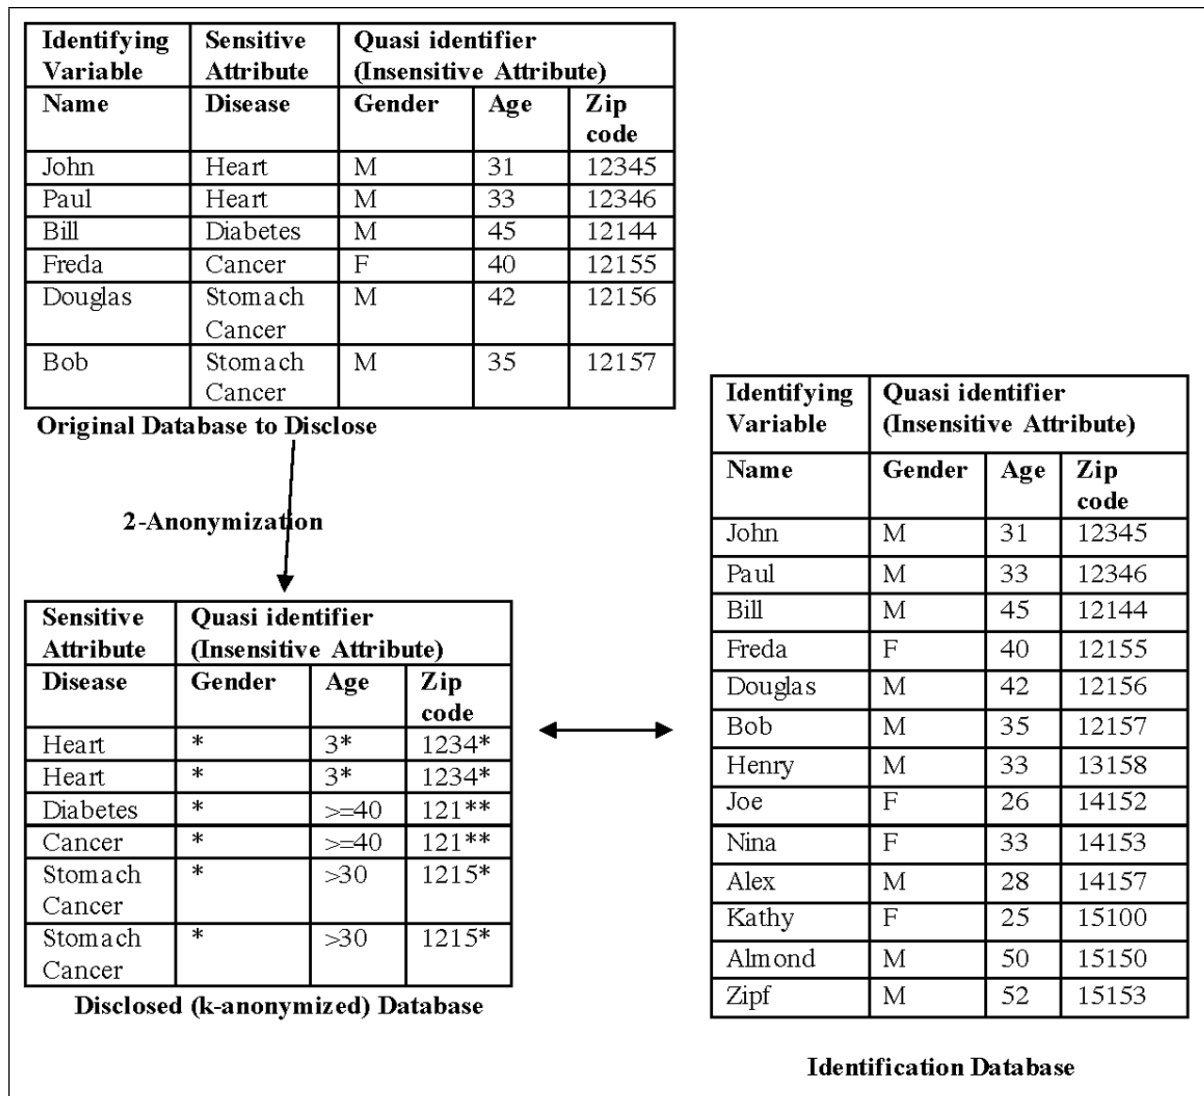 Identifying Variable Sensitive Attribute Quasi identifier (Insensitive Attribute)
Name Disease Gender Age Zip code
John Heart M 31 12345
Paul Heart M 33 12346
Bill Diabetes M 45 12144
Freda Cancer F 40 12155
Douglas Stomach Cancer M 42 12156
Bob Stomach Cancer M 35 12157
Original Database to Disclose
2-Anonymization
Sensitive Attribute Quasi identifier (Insensitive Attribute)
Disease Gender Age Zip code
Heart * 3* 1234*
Heart * 3* 1234*
Diabetes * >=40 121**
Cancer * >=40 121**
Stomach Cancer * >30 1215*
Stomach Cancer * >30 1215*
Disclosed (k-anonymized) Database
Identifying Variable Quasi identifier (Insensitive Attribute)
Name Gender Age Zip code
John M 31 12345
Paul M 33 12346
Bill M 45 12144
Freda F 40 12155
Douglas M 42 12156
Bob M 35 12157
Henry M 33 13158
Joe F 26 14152
Nina F 33 14153
Alex M 28 14157
Kathy F 25 15100
Almond M 50 15150
Zipf M 52 15153
Identification Database